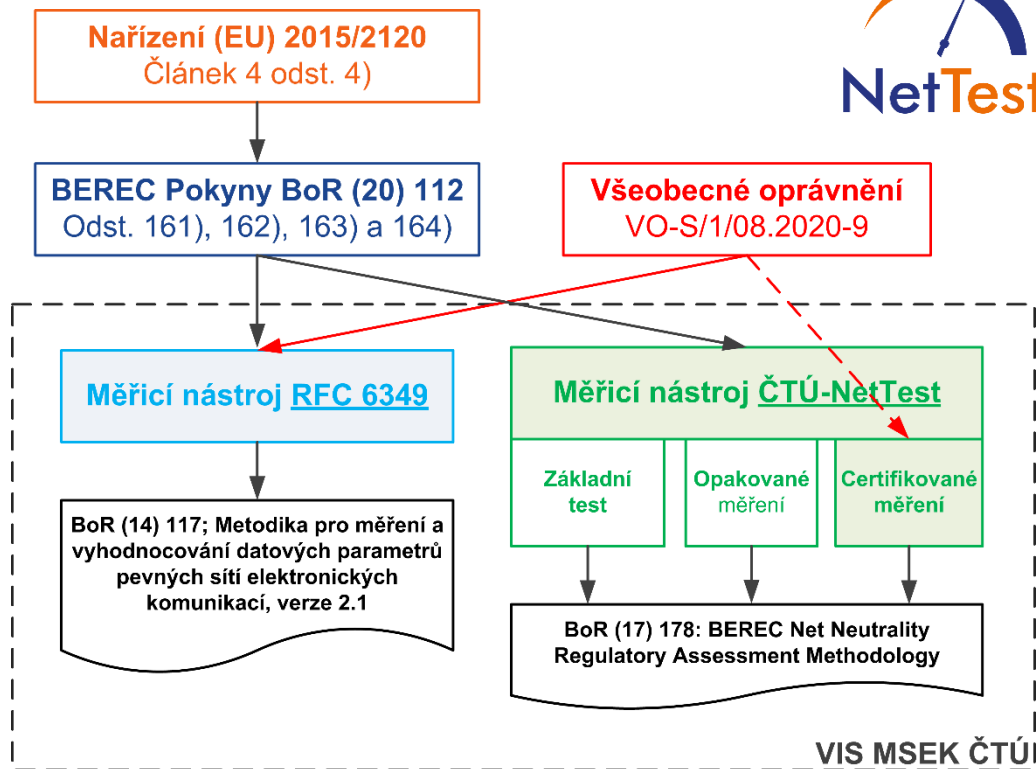 Nařízení (EU) 2015/2120
Článek 4 odst. 4)
NetTest
BEREC Pokyny BoR (20) 112
Odst. 161), 162), 163) a 164)
Všeobecné oprávnění
VO-S/1/08.2020-9
Měřicí nástroj RFC 6349
Měřicí nástroj ČTÚ-NetTest
Základní
test
Opakované
měření
Certifikované
měření
BoR (14) 117; Metodika pro měření a
vyhodnocování datových parametrů
pevných sítí elektronických
komunikací, verze 2.1
BoR (17) 178: BEREC Net Neutrality
Regulatory Assessment Methodology
VIS MSEK ČTÚ